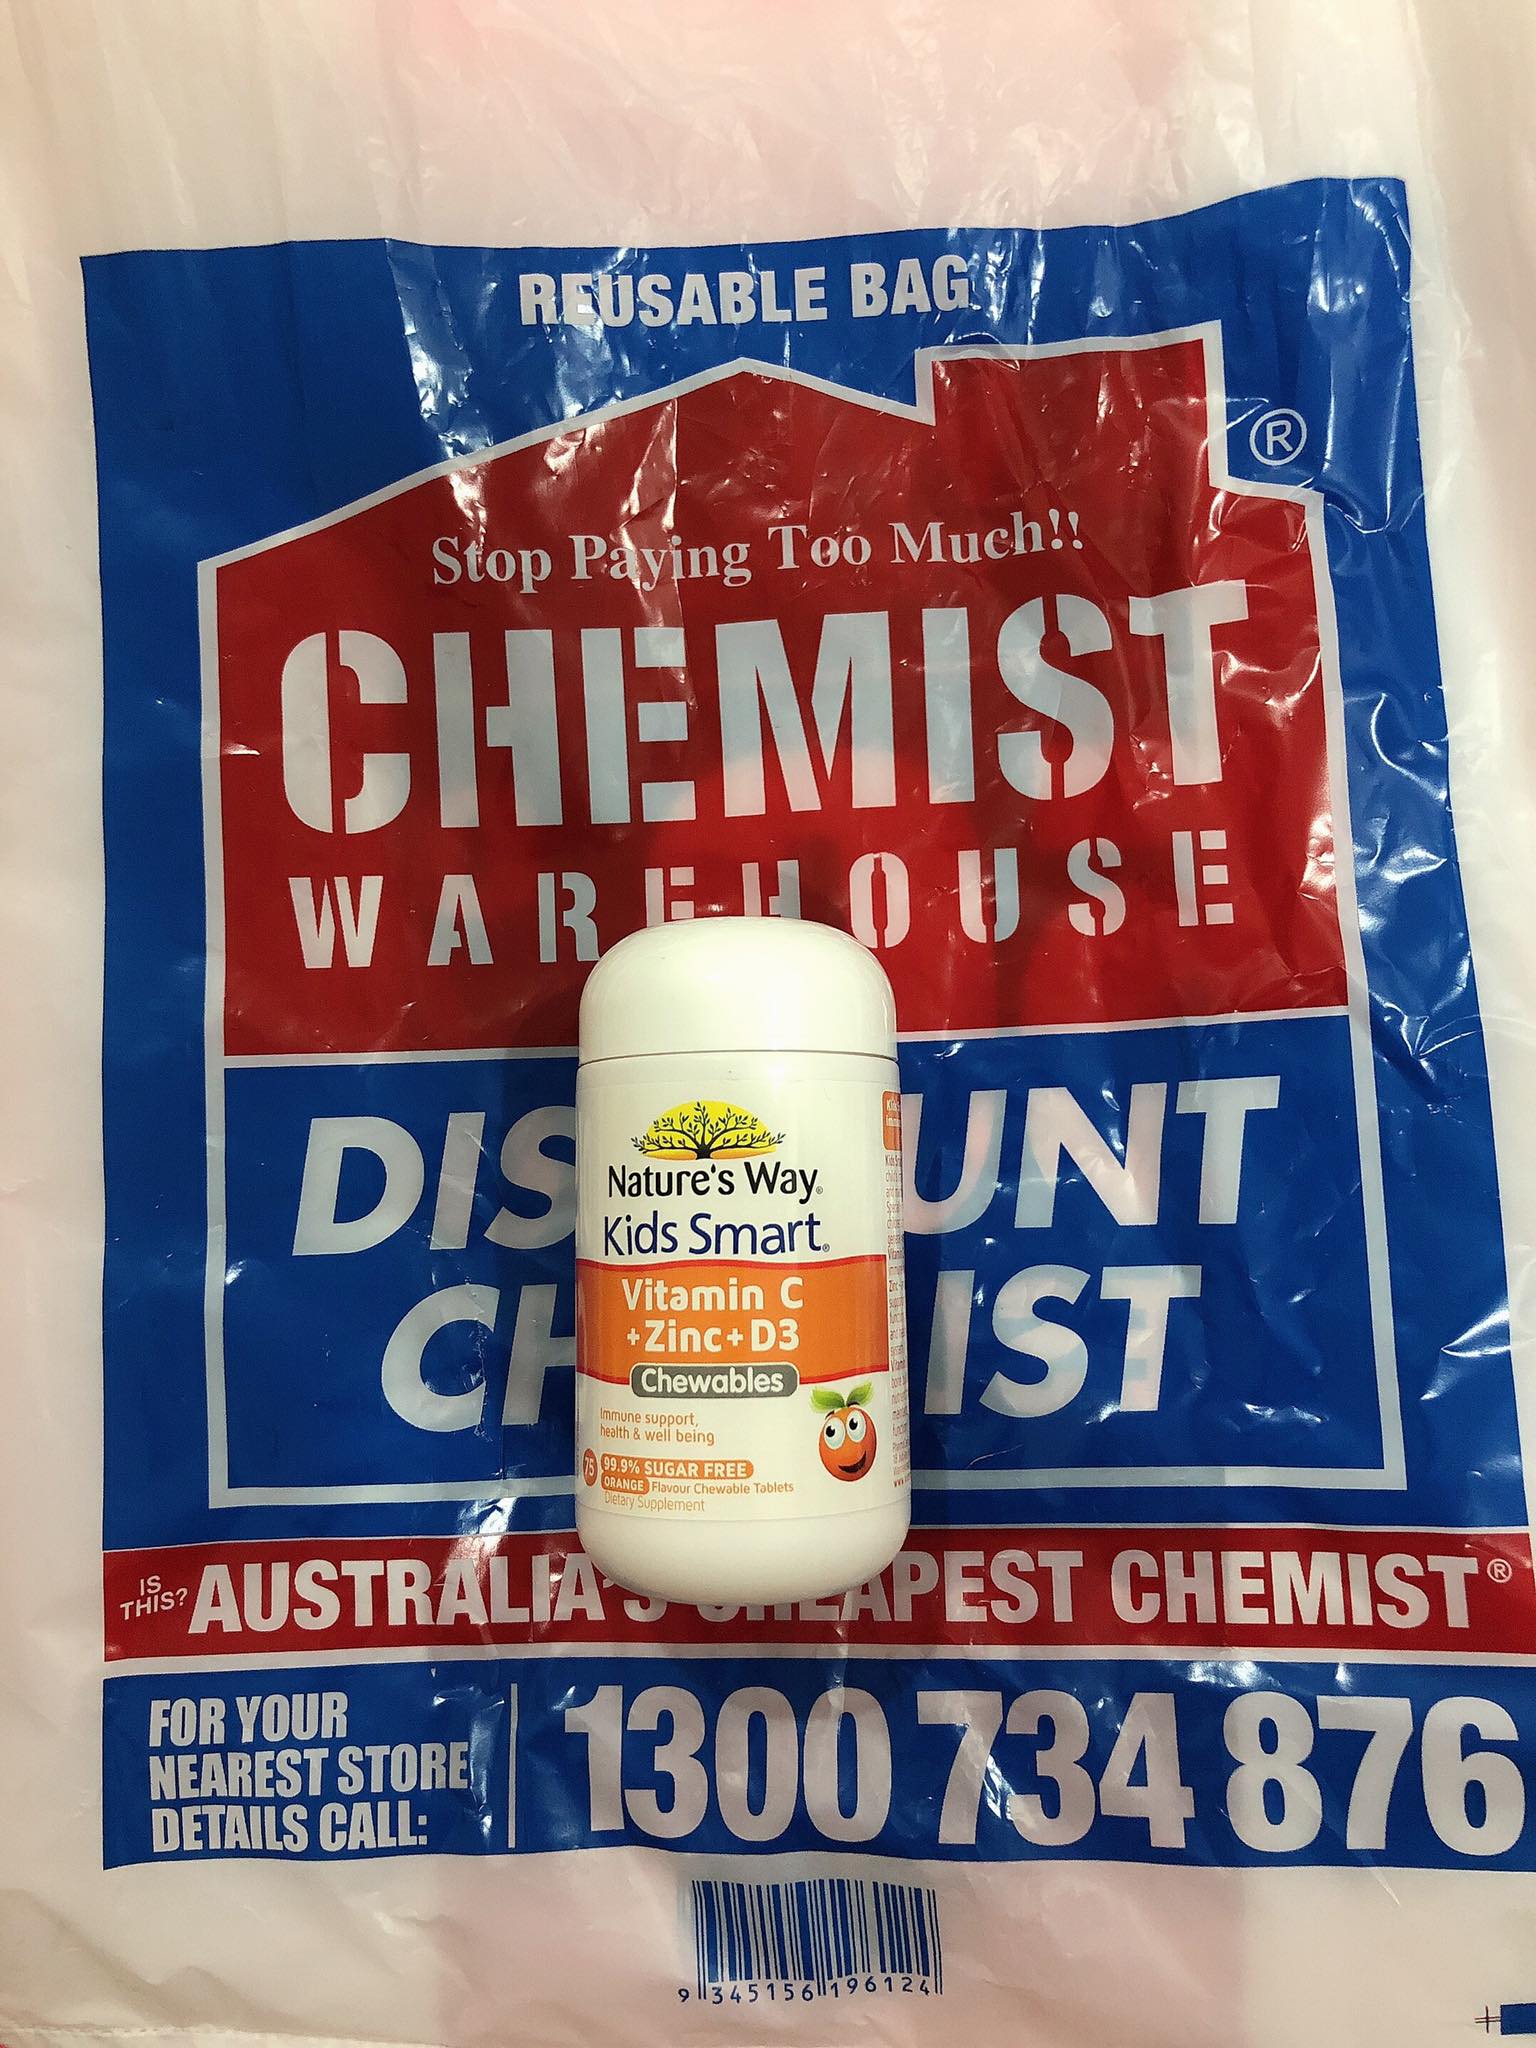 REUSABLE BAG
®
Stop Paying Too Much!!
CHEMIST
WAREHOUSE
DIS UNT
CH IST
Nature's Way®
Kids Smart®
Vitamin C
+Zinc+D3
Chewables
Immune support,
health & well being
75
99.9% SUGAR FREE
ORANGE Flavour Chewable Tablets
Dietary Supplement
IS
THIS?
AUSTRALIA'S CHEAPEST CHEMIST®
FOR YOUR
NEAREST STORE
DETAILS CALL:
1300 734 876
9 345156 196124